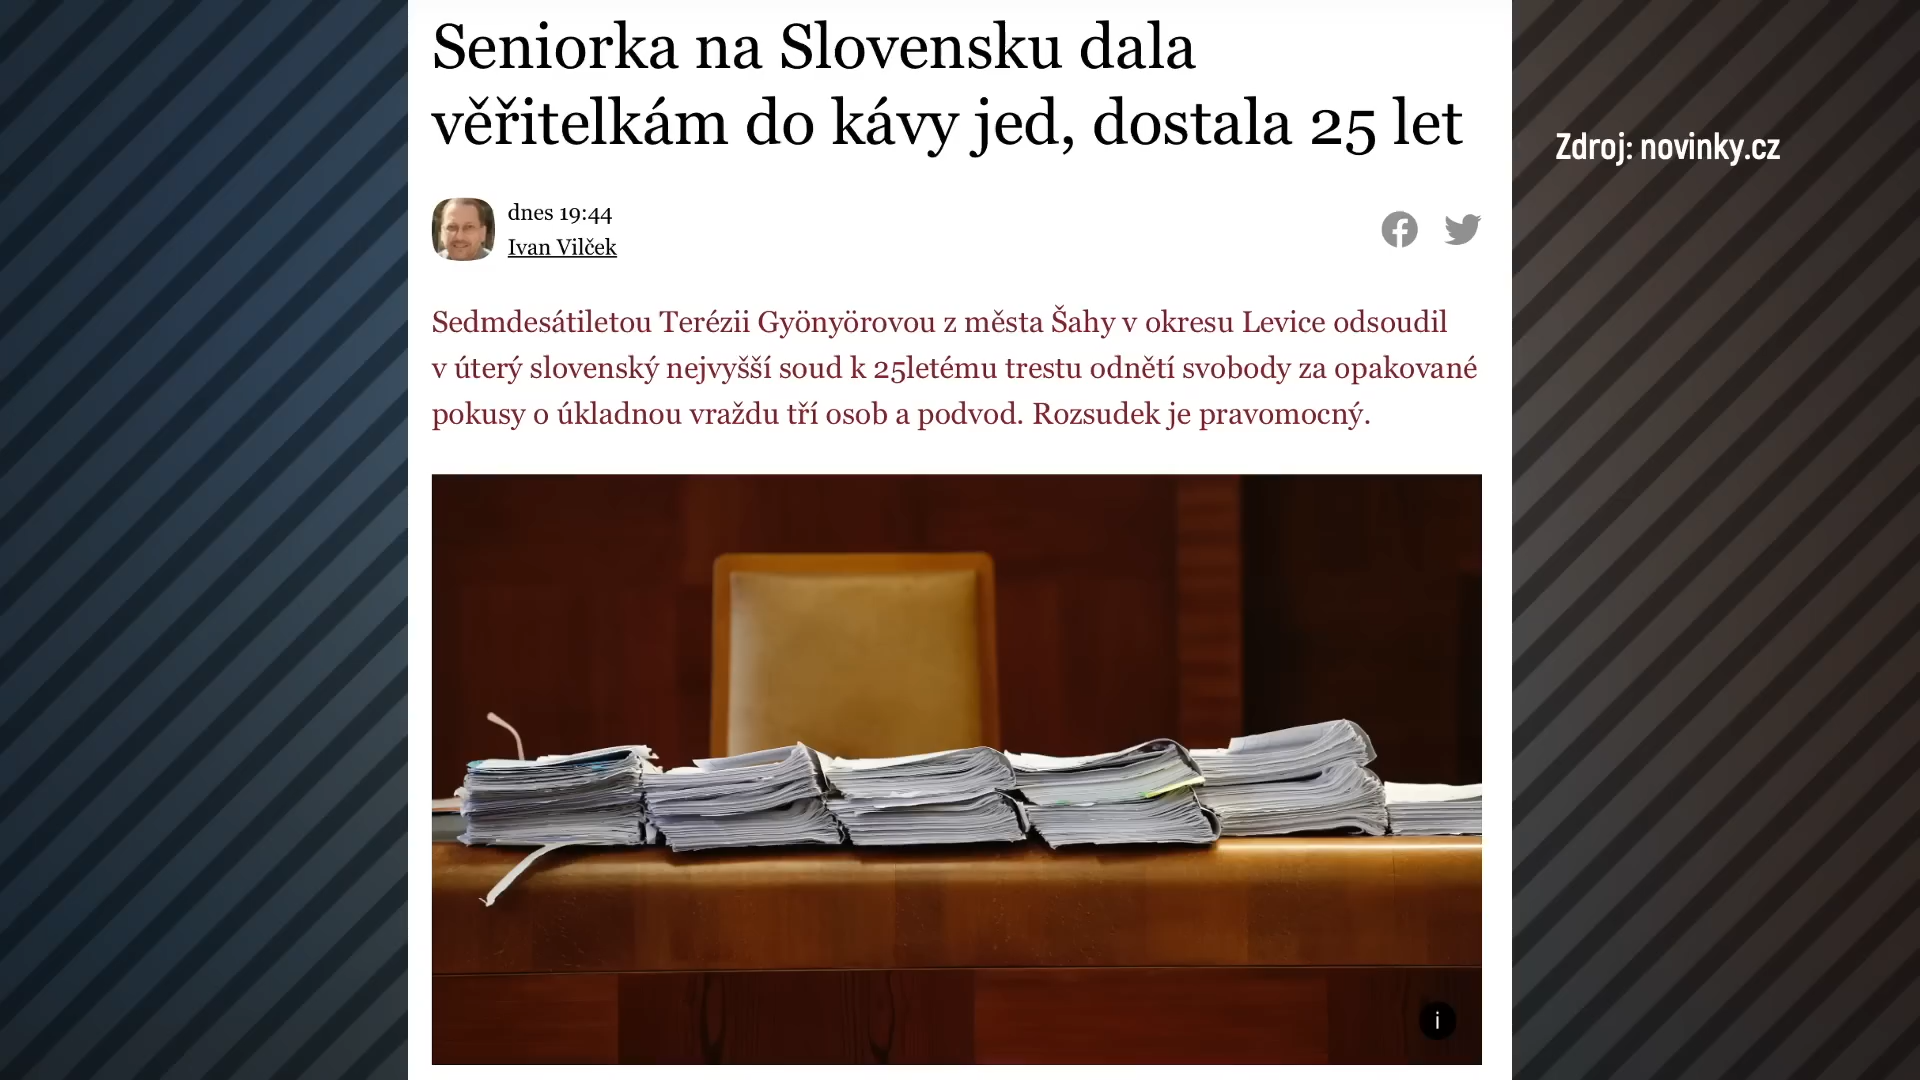 Seniorka na Slovensku dala
věřitelkám do kávy jed, dostala 25 let
Zdroj: novinky.cz
dnes 19:44
Ivan Vilček
Sedmdesátiletou Terézii Gyönyörovou z města Šahy v okresu Levice odsoudil
v úterý slovenský nejvyšší soud k 25letému trestu odnětí svobody za opakované
pokusy o úkladnou vraždu tří osob a podvod. Rozsudek je pravomocný.
i